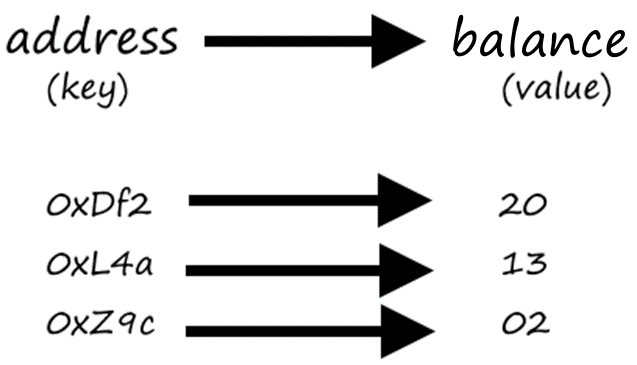 address balance
(key) (value)
0xDf2 20
0xL4a 13
0xZ9c 02